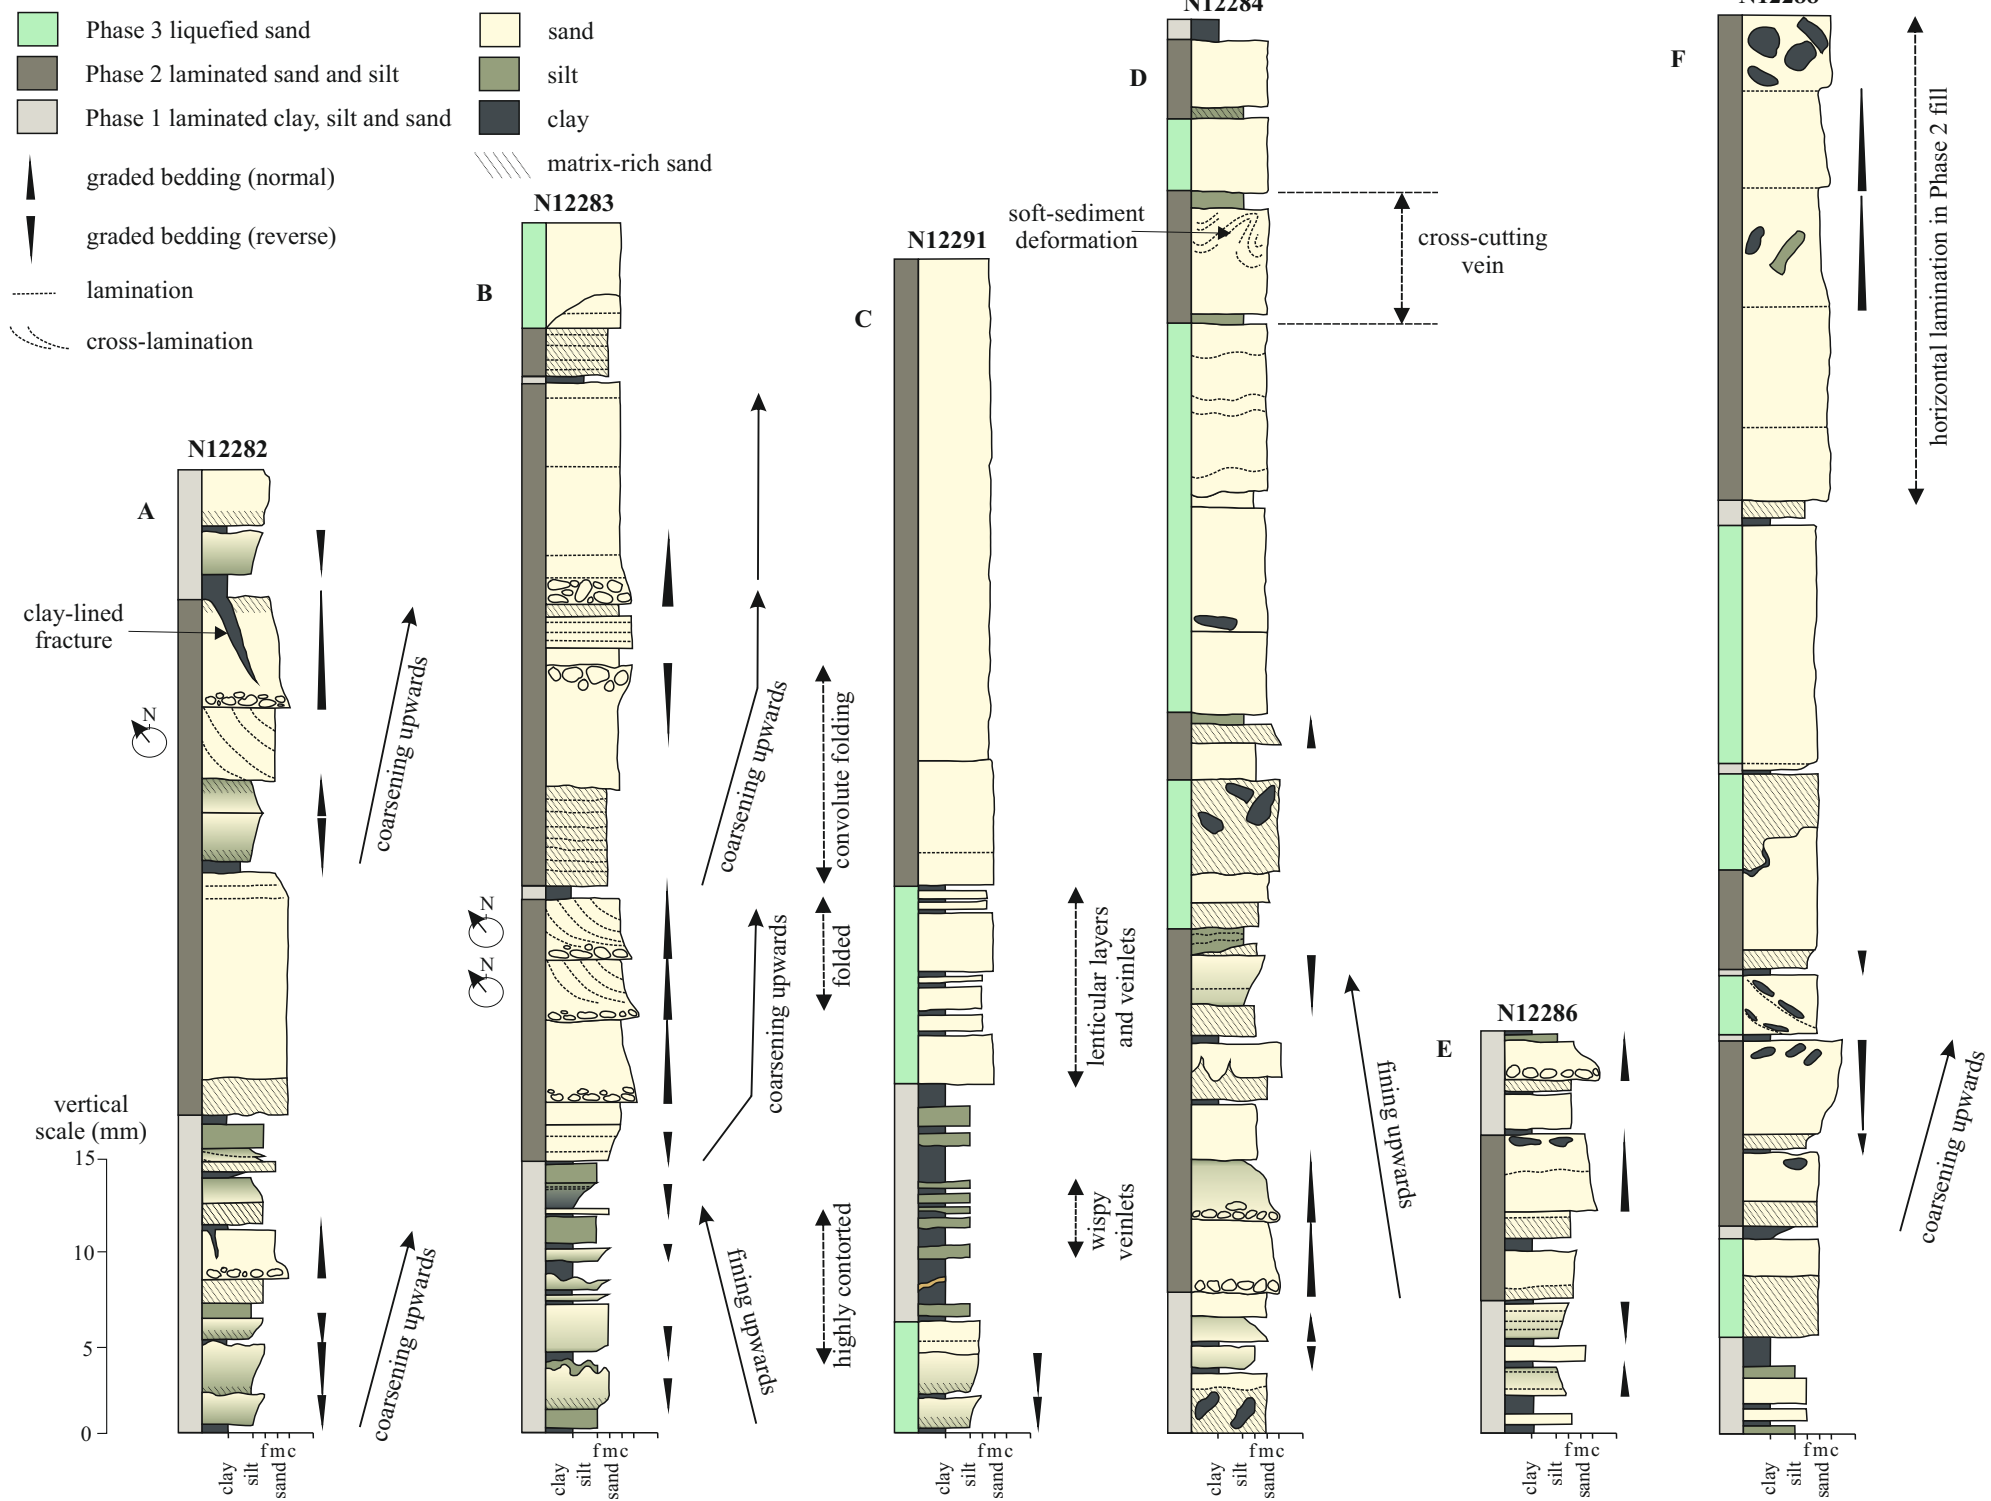 Phase 3 liquefied sand
Phase 2 laminated sand and silt
Phase 1 laminated clay, silt and sand
graded bedding (normal)
graded bedding (reverse)
lamination
cross-lamination
sand
silt
clay
matrix-rich sand
A
N12282
clay-lined
fracture
N
coarsening upwards
coarsening upwards
vertical
scale (mm)
15
10
5
0
f m c
clay
silt
sand
B
N12283
N
N
coarsening upwards
coarsening upwards
fining upwards
convolute folding
folded
highly contorted
f m c
clay
silt
sand
C
N12291
lenticular layers
and veinlets
wispy
veinlets
f m c
clay
silt
sand
D
N12284
soft-sediment
deformation
cross-cutting
vein
fining upwards
f m c
clay
silt
sand
E
N12286
f m c
clay
silt
sand
F
horizontal lamination in Phase 2 fill
coarsening upwards
f m c
clay
silt
sand